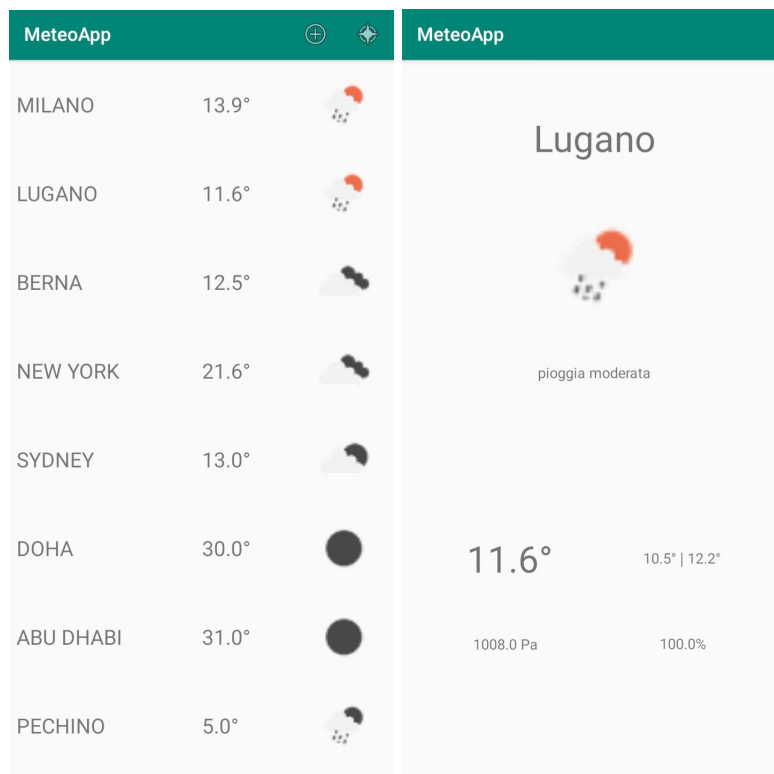 MeteoApp
MILANO 13.9°
LUGANO 11.6°
BERNA 12.5°
NEW YORK 21.6°
SYDNEY 13.0°
DOHA 30.0°
ABU DHABI 31.0°
PECHINO 5.0°
MeteoApp
Lugano
pioggia moderata
11.6° 10.5° | 12.2°
1008.0 Pa 100.0%